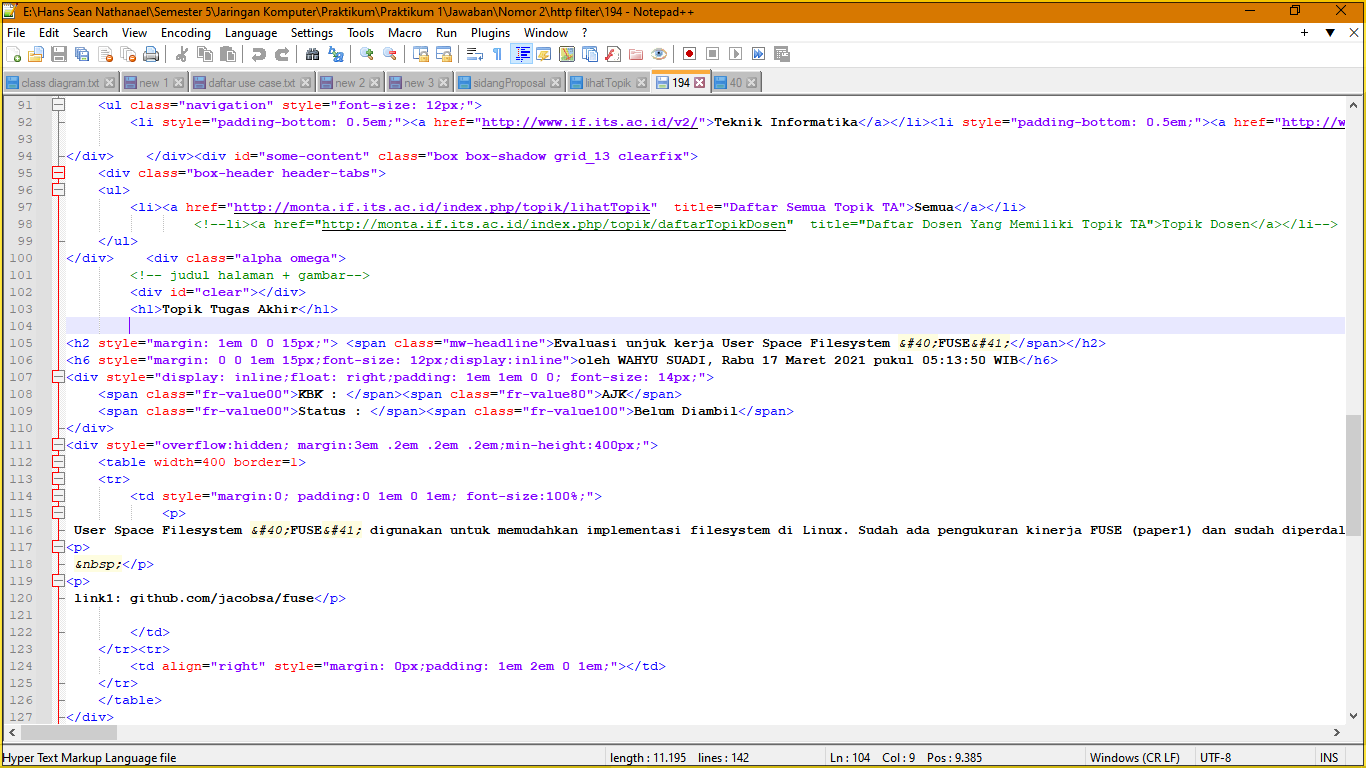 E:\Hans Sean Nathanael\Semester 5\Jaringan Komputer\Praktikum\Praktikum 1\Jawaban\Nomor 2\http filter\194 - Notepad++
File Edit Search View Encoding Language Settings Tools Macro Run Plugins Window ? + ▼ X
class diagram.txt new 1 daftar use case.txt new 2 new 3 sidangProposal lihatTopik 194 40
91 <ul class="navigation" style="font-size: 12px;">
92 <li style="padding-bottom: 0.5em;"><a href="http://www.if.its.ac.id/v2/">Teknik Informatika</a></li><li style="padding-bottom: 0.5em;"><a href="http://w
93
94 </div>    </div><div id="some-content" class="box box-shadow grid_13 clearfix">
95 <div class="box-header header-tabs">
96 <ul>
97 <li><a href="http://monta.if.its.ac.id/index.php/topik/lihatTopik"  title="Daftar Semua Topik TA">Semua</a></li>
98 <!--li><a href="http://monta.if.its.ac.id/index.php/topik/daftarTopikDosen"  title="Daftar Dosen Yang Memiliki Topik TA">Topik Dosen</a></li-->
99 </ul>
100 </div>    <div class="alpha omega">
101 <!-- judul halaman + gambar-->
102 <div id="clear"></div>
103 <h1>Topik Tugas Akhir</h1>
104
105 <h2 style="margin: 1em 0 0 15px;"> <span class="mw-headline">Evaluasi unjuk kerja User Space Filesystem &#40;FUSE&#41;</span></h2>
106 <h6 style="margin: 0 0 1em 15px;font-size: 12px;display:inline">oleh WAHYU SUADI, Rabu 17 Maret 2021 pukul 05:13:50 WIB</h6>
107 <div style="display: inline;float: right;padding: 1em 1em 0 0; font-size: 14px;">
108 <span class="fr-value00">KBK : </span><span class="fr-value80">AJK</span>
109 <span class="fr-value00">Status : </span><span class="fr-value100">Belum Diambil</span>
110 </div>
111 <div style="overflow:hidden; margin:3em .2em .2em .2em;min-height:400px;">
112 <table width=400 border=1>
113 <tr>
114 <td style="margin:0; padding:0 1em 0 1em; font-size:100%;">
115 <p>
116 User Space Filesystem &#40;FUSE&#41; digunakan untuk memudahkan implementasi filesystem di Linux. Sudah ada pengukuran kinerja FUSE (paper1) dan sudah diperdal
117 <p>
118 &nbsp;</p>
119 <p>
120 link1: github.com/jacobsa/fuse</p>
121
122 </td>
123 </tr><tr>
124 <td align="right" style="margin: 0px;padding: 1em 2em 0 1em;"></td>
125 </tr>
126 </table>
127 </div>
Hyper Text Markup Language file length : 11.195 lines : 142 Ln : 104 Col : 9 Pos : 9.385 Windows (CR LF) UTF-8 INS